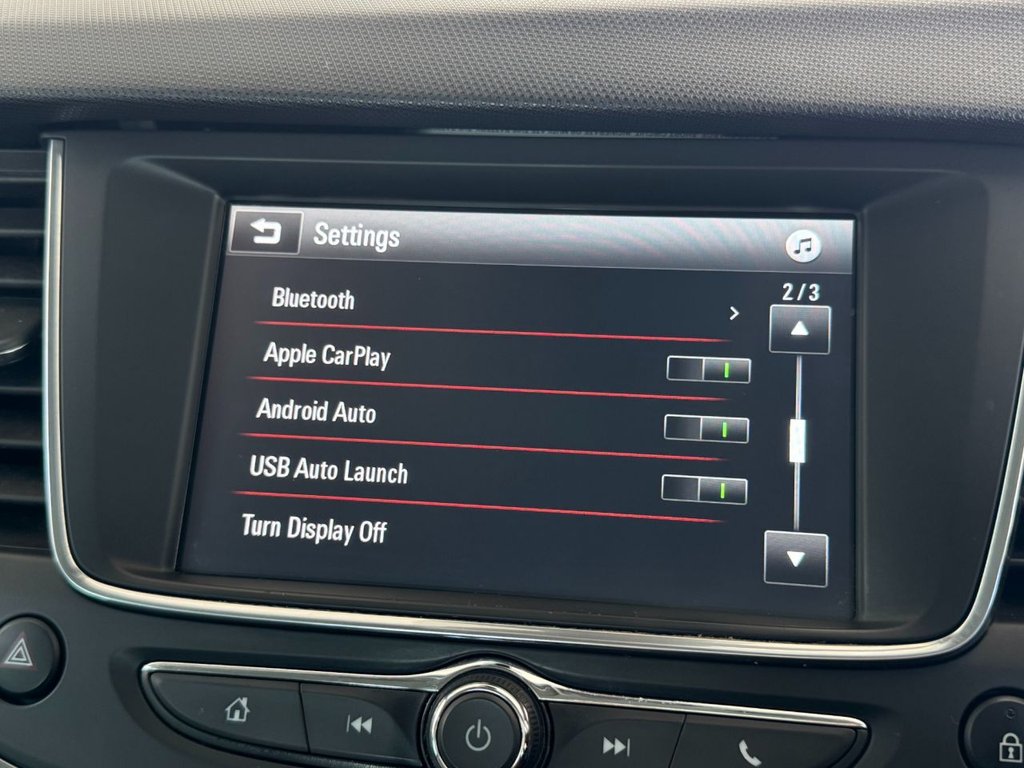 Settings
2/3
Bluetooth
Apple CarPlay
Android Auto
USB Auto Launch
Turn Display Off